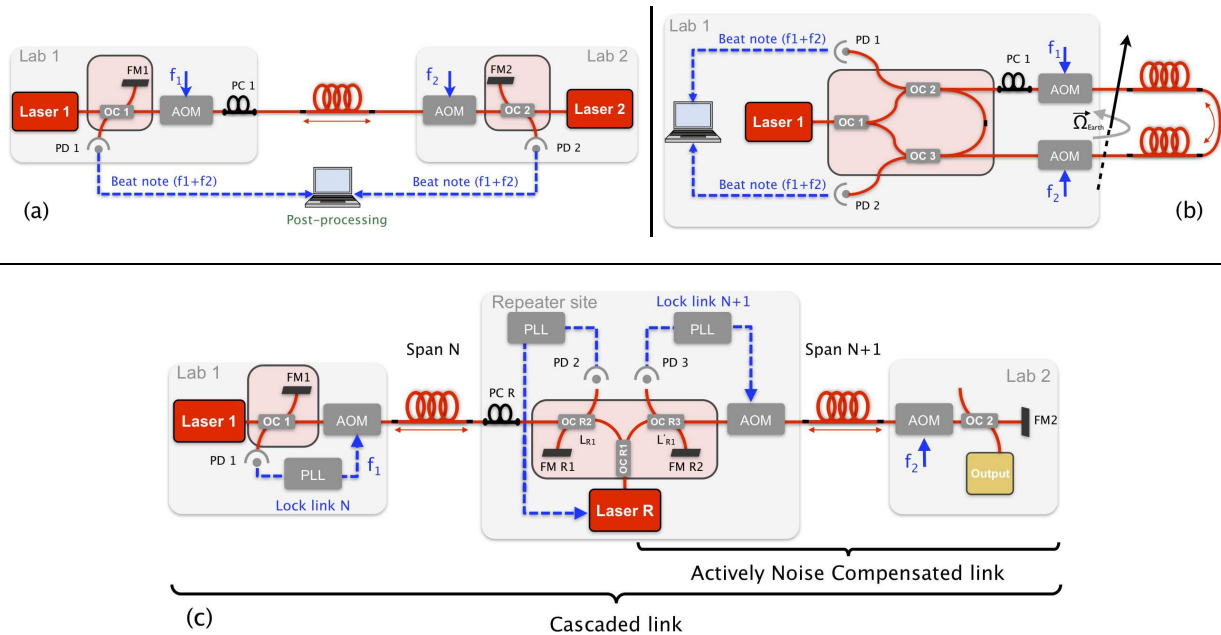 Lab 1
Lab 2
FM1
f1
PC 1
f2
FM2
Laser 1
OC 1
AOM
AOM
OC 2
Laser 2
PD 1
PD 2
Beat note (f1+f2)
Beat note (f1+f2)
Post-processing
(a)
Lab 1
Beat note (f1+f2)
PD 1
PC 1
f1
OC 2
AOM
Laser 1
OC 1
ΩEarth
OC 3
AOM
Beat note (f1+f2)
PD 2
f2
(b)
Repeater site
Lock link N+1
PLL
PLL
Span N
PD 2
PD 3
Span N+1
Lab 1
Lab 2
FM1
PC R
Laser 1
OC 1
AOM
OC R2
OC R3
AOM
AOM
OC 2
FM2
LR1
L'R1
PD 1
FM R1
OC R1
FM R2
PLL
f1
f2
Output
Lock link N
Laser R
Actively Noise Compensated link
(c)
Cascaded link